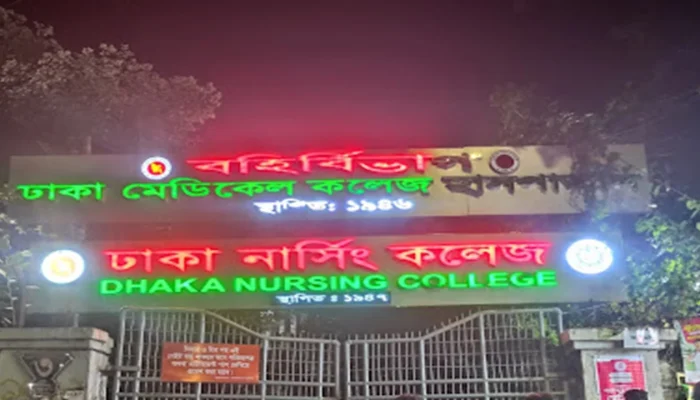 বহির্বিভাগ
ঢাকা মেডিকেল কলেজ হাসপাতাল
স্থাপিত: ১৯৪৬
ঢাকা নার্সিং কলেজ
DHAKA NURSING COLLEGE
স্থাপিত : ১৯৪৭